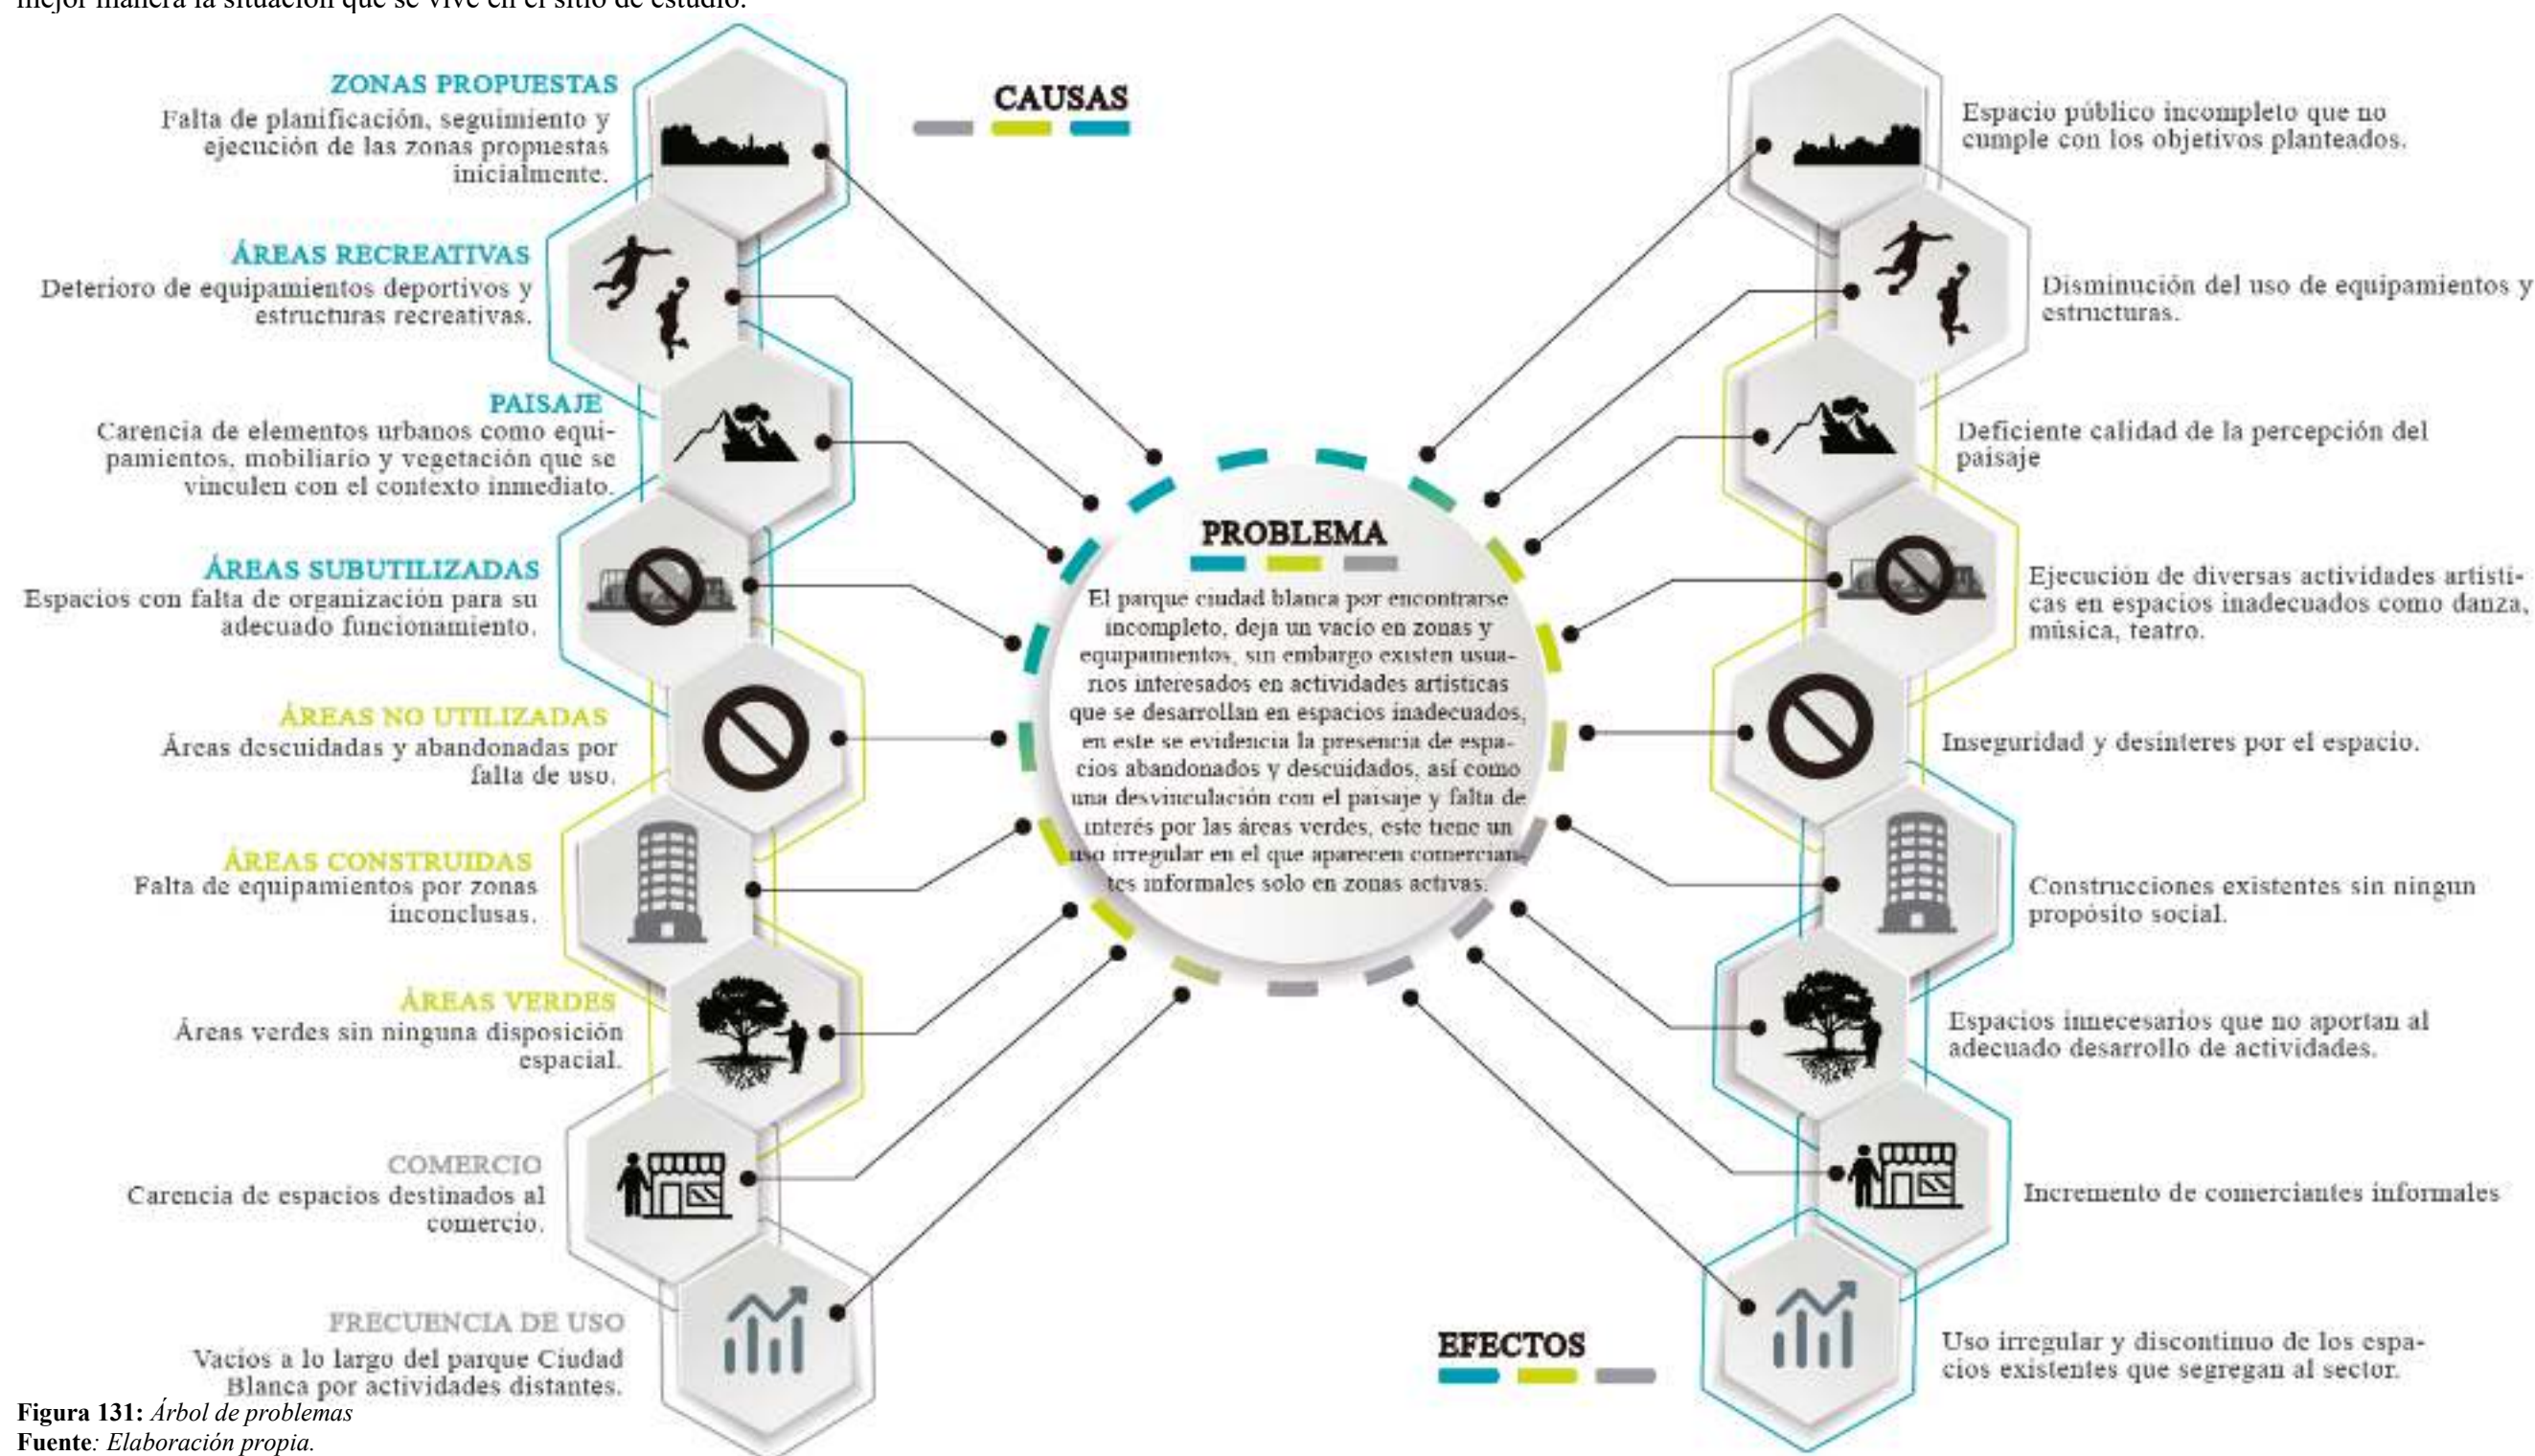 mejor manera la situación que se vive en el sitio de estudio.
CAUSAS
ZONAS PROPUESTAS
Falta de planificación, seguimiento y
ejecución de las zonas propuestas
inicialmente.
ÁREAS RECREATIVAS
Deterioro de equipamientos deportivos y
estructuras recreativas.
PAISAJE
Carencia de elementos urbanos como equi-
pamientos, mobiliario y vegetación que se
vinculen con el contexto inmediato.
ÁREAS SUBUTILIZADAS
Espacios con falta de organización para su
adecuado funcionamiento.
ÁREAS NO UTILIZADAS
Áreas descuidadas y abandonadas por
falta de uso.
ÁREAS CONSTRUIDAS
Falta de equipamientos por zonas
inconclusas.
ÁREAS VERDES
Áreas verdes sin ninguna disposición
espacial.
COMERCIO
Carencia de espacios destinados al
comercio.
FRECUENCIA DE USO
Vacios a lo largo del parque Ciudad
Blanca por actividades distantes.
PROBLEMA
El parque ciudad blanca por encontrarse
incompleto, deja un vacío en zonas y
equipamientos, sin embargo existen usua-
rios interesados en actividades artísticas
que se desarrollan en espacios inadecuados,
en este se evidencia la presencia de espa-
cios abandonados y descuidados, así como
una desvinculación con el paisaje y falta de
interés por las áreas verdes, este tiene un
uso irregular en el que aparecen comercian-
tes informales solo en zonas activas.
EFECTOS
Espacio público incompleto que no
cumple con los objetivos planteados.
Disminución del uso de equipamientos y
estructuras.
Deficiente calidad de la percepción del
paisaje
Ejecución de diversas actividades artísti-
cas en espacios inadecuados como danza,
música, teatro.
Inseguridad y desinteres por el espacio.
Construcciones existentes sin ningun
propósito social.
Espacios innecesarios que no aportan al
adecuado desarrollo de actividades.
Incremento de comerciantes informales
Uso irregular y discontinuo de los espa-
cios existentes que segregan al sector.
Figura 131: Árbol de problemas
Fuente: Elaboración propia.